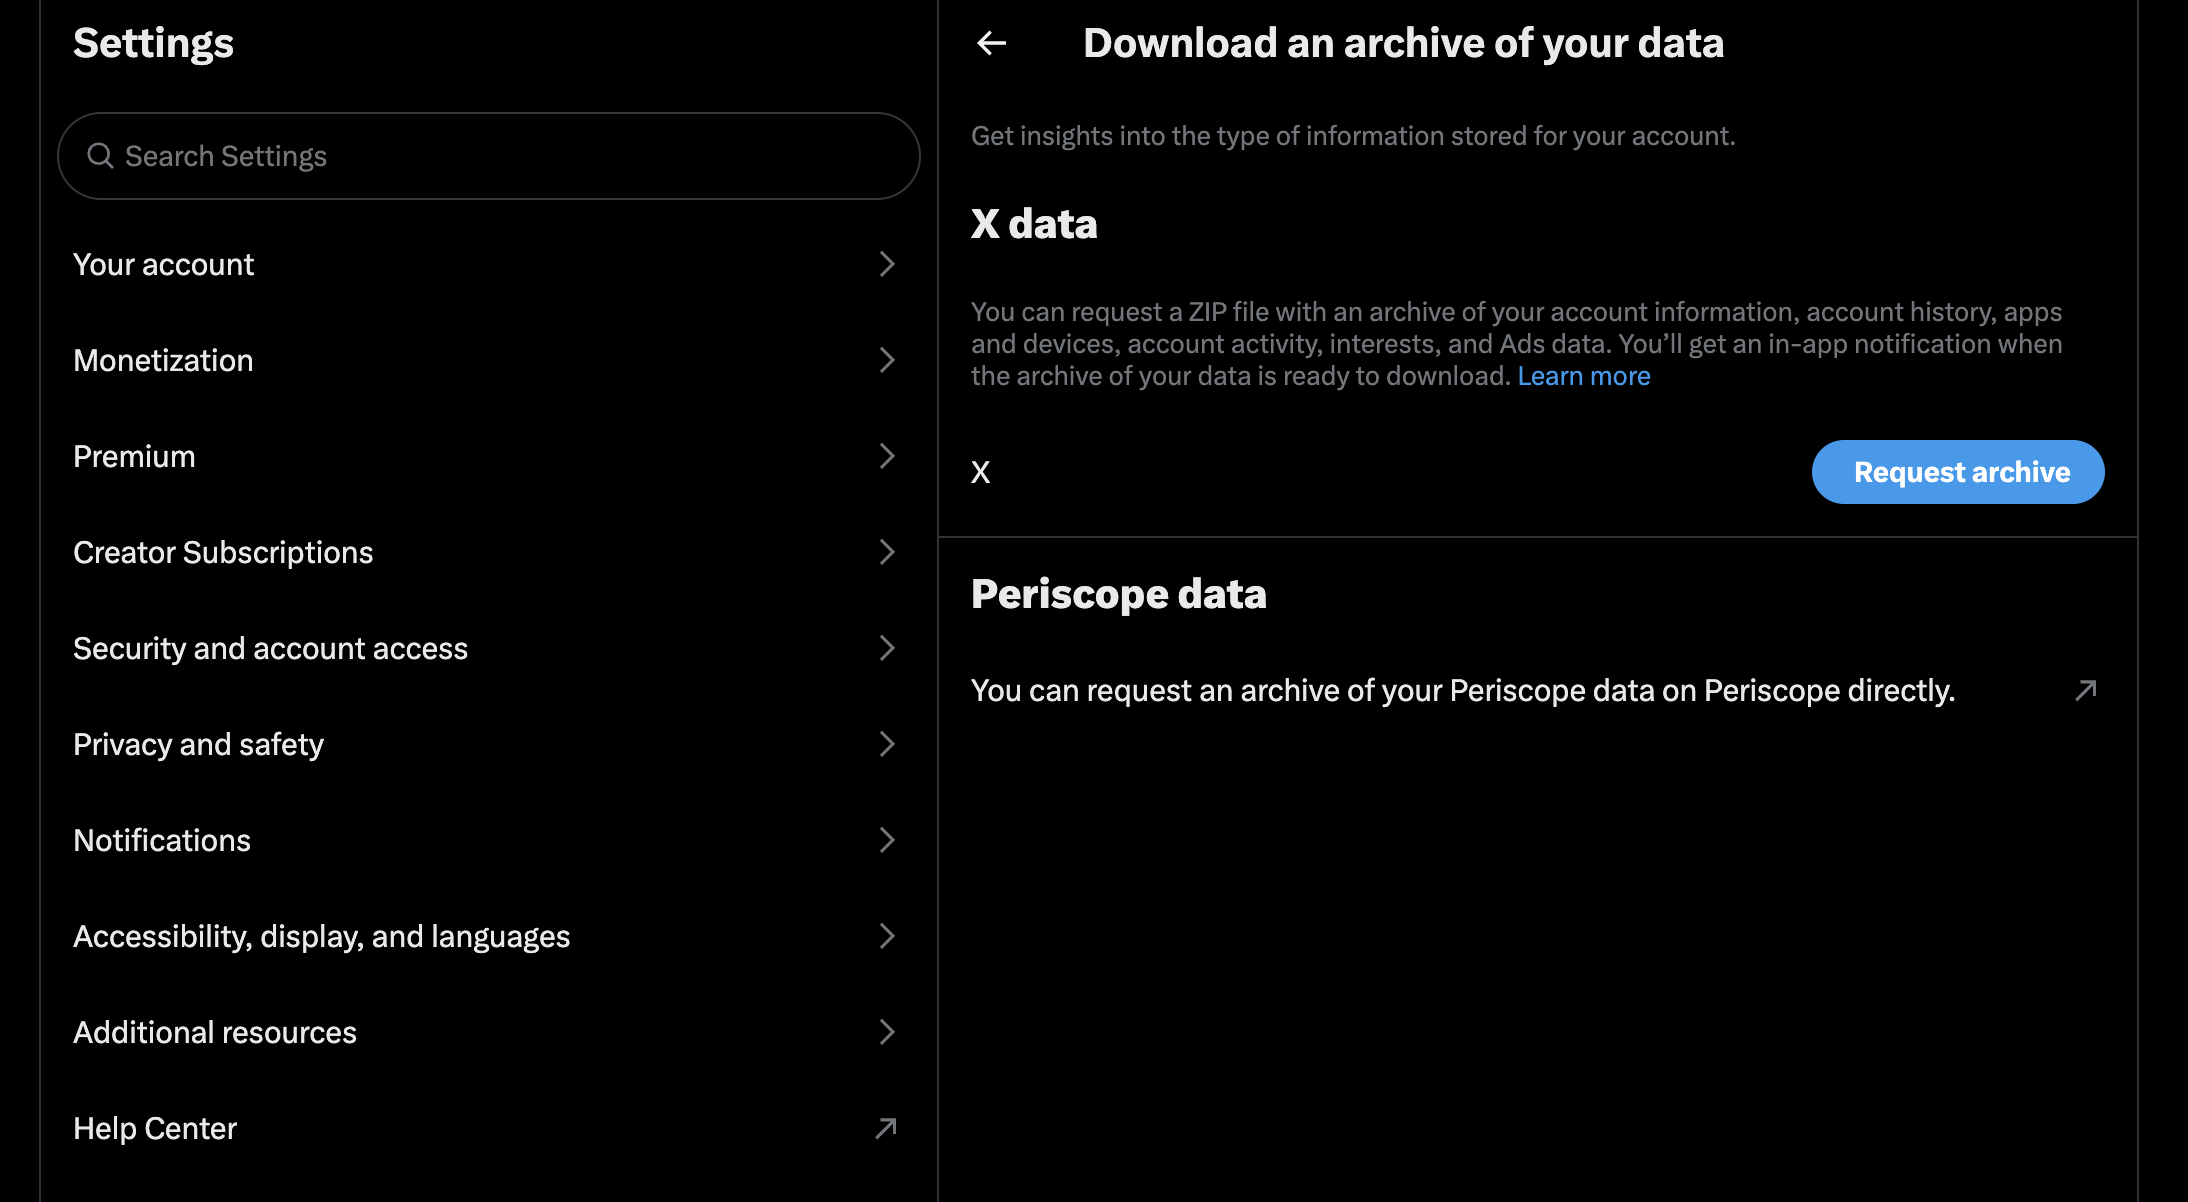 Settings
Search Settings
Your account
Monetization
Premium
Creator Subscriptions
Security and account access
Privacy and safety
Notifications
Accessibility, display, and languages
Additional resources
Help Center
Download an archive of your data
Get insights into the type of information stored for your account.
X data
You can request a ZIP file with an archive of your account information, account history, apps
and devices, account activity, interests, and Ads data. You’ll get an in-app notification when
the archive of your data is ready to download. Learn more
X
Request archive
Periscope data
You can request an archive of your Periscope data on Periscope directly.